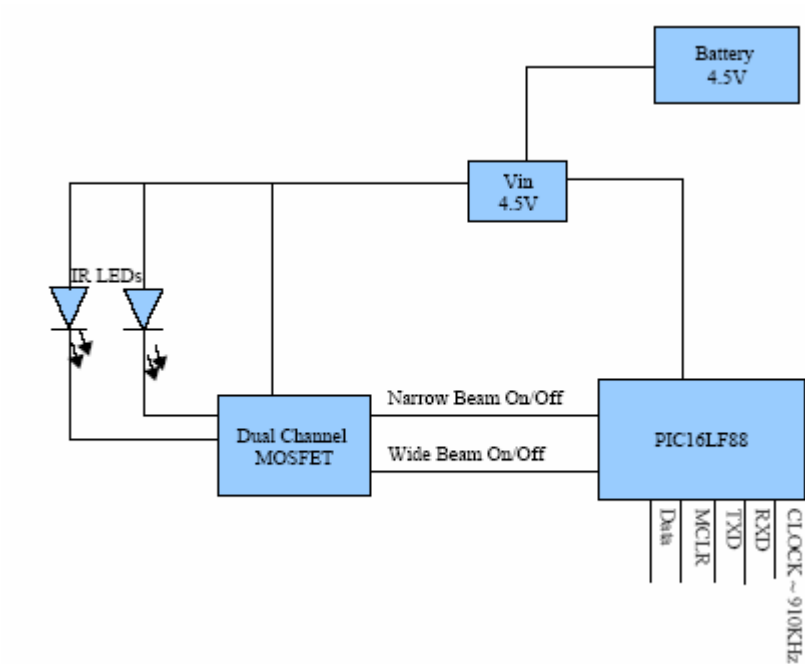 Battery
4.5V
Vin
4.5V
IR LEDs
Narrow Beam On/Off
Dual Channel
MOSFET
Wide Beam On/Off
PIC16LF88
Data
MCLR
TXD
RXD
CLOCK ~ 910KHz